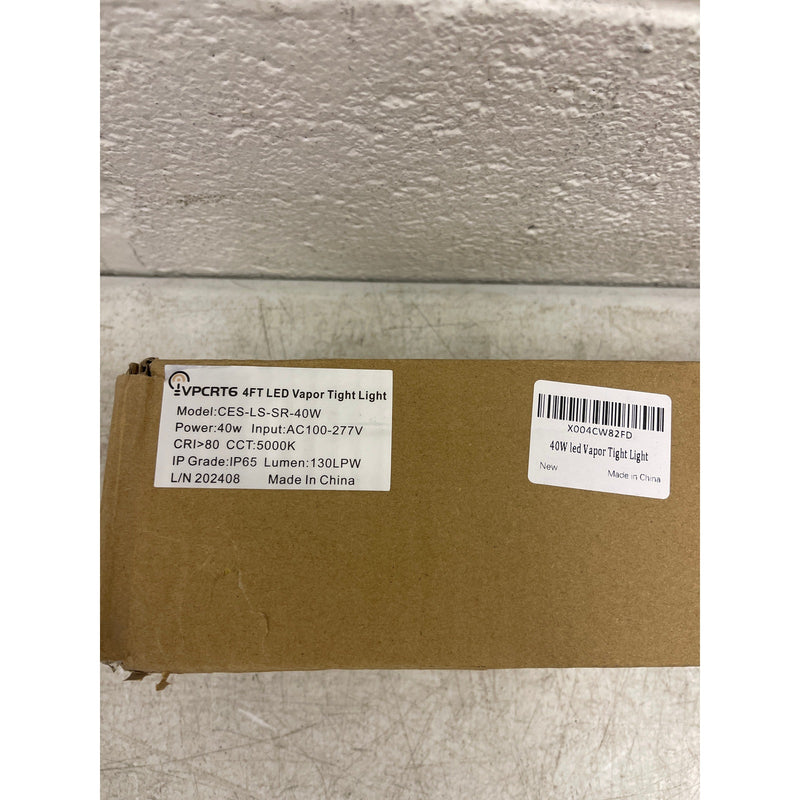 VPCRT6 4FT LED Vapor Tight Light
Model:CES-LS-SR-40W
Power:40w Input:AC100-277V
CRI>80 CCT:5000K
IP Grade:IP65 Lumen:130LPW
L/N 202408 Made In China
X004CW82FD
40W led Vapor Tight Light
New
Made in China